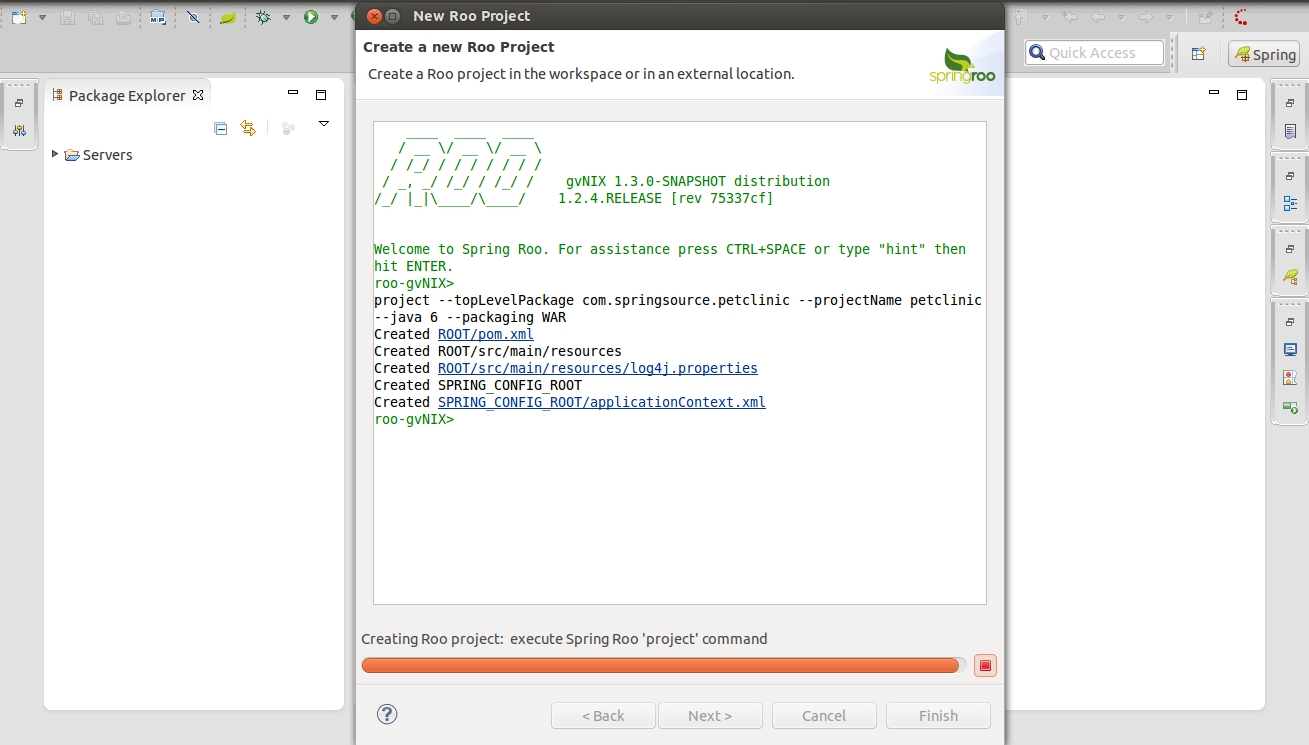 New Roo Project
Create a new Roo Project
Create a Roo project in the workspace or in an external location.
springroo
Quick Access
Spring
Package Explorer
Servers
    ____  ____  ____
   / __ \/ __ \/ __ \
  / /_/ / / / / / / /
 / _, _/ /_/ / /_/ /    gvNIX 1.3.0-SNAPSHOT distribution
/_/ |_|\____/\____/    1.2.4.RELEASE [rev 75337cf]
Welcome to Spring Roo. For assistance press CTRL+SPACE or type "hint" then
hit ENTER.
roo-gvNIX>
project --topLevelPackage com.springsource.petclinic --projectName petclinic
--java 6 --packaging WAR
Created ROOT/pom.xml
Created ROOT/src/main/resources
Created ROOT/src/main/resources/log4j.properties
Created SPRING_CONFIG_ROOT
Created SPRING_CONFIG_ROOT/applicationContext.xml
roo-gvNIX>
Creating Roo project: execute Spring Roo 'project' command
?
< Back
Next >
Cancel
Finish